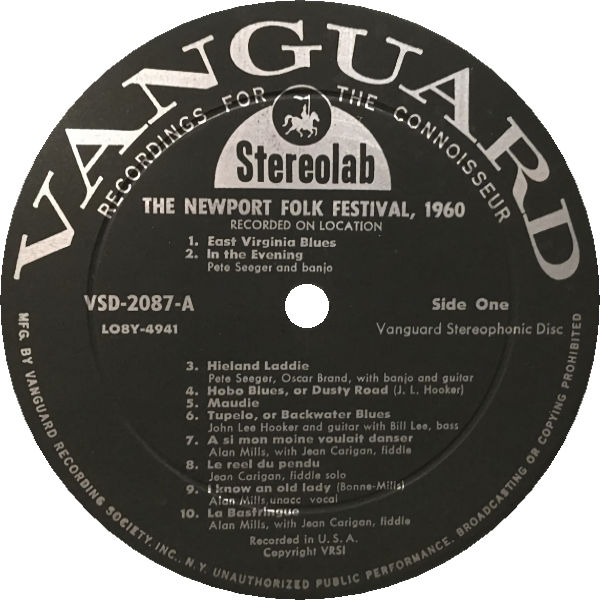 VANGUARD
RECORDINGS FOR THE CONNOISSEUR
Stereolab
THE NEWPORT FOLK FESTIVAL, 1960
RECORDED ON LOCATION
1. East Virginia Blues
2. In the Evening
Pete Seeger and banjo
VSD-2087-A
LO8Y-4941
Side One
Vanguard Stereophonic Disc
3. Hieland Laddie
Pete Seeger, Oscar Brand, with banjo and guitar
4. Hobo Blues, or Dusty Road (J. L. Hooker)
5. Maudie
6. Tupelo, or Backwater Blues
John Lee Hooker and guitar with Bill Lee, bass
7. A si mon moine voulait danser
Alan Mills, with Jean Carigan, fiddle
8. Le reel du pendu
Jean Carigan, fiddle solo
9. I know an old lady (Bonne-Mills)
Alan Mills, unacc vocal
10. La Bastringue
Alan Mills, with Jean Carigan, fiddle
Recorded in U. S. A.
Copyright VRSI
MFG. BY VANGUARD RECORDING SOCIETY, INC., N.Y. UNAUTHORIZED PUBLIC PERFORMANCE, BROADCASTING OR COPYING PROHIBITED